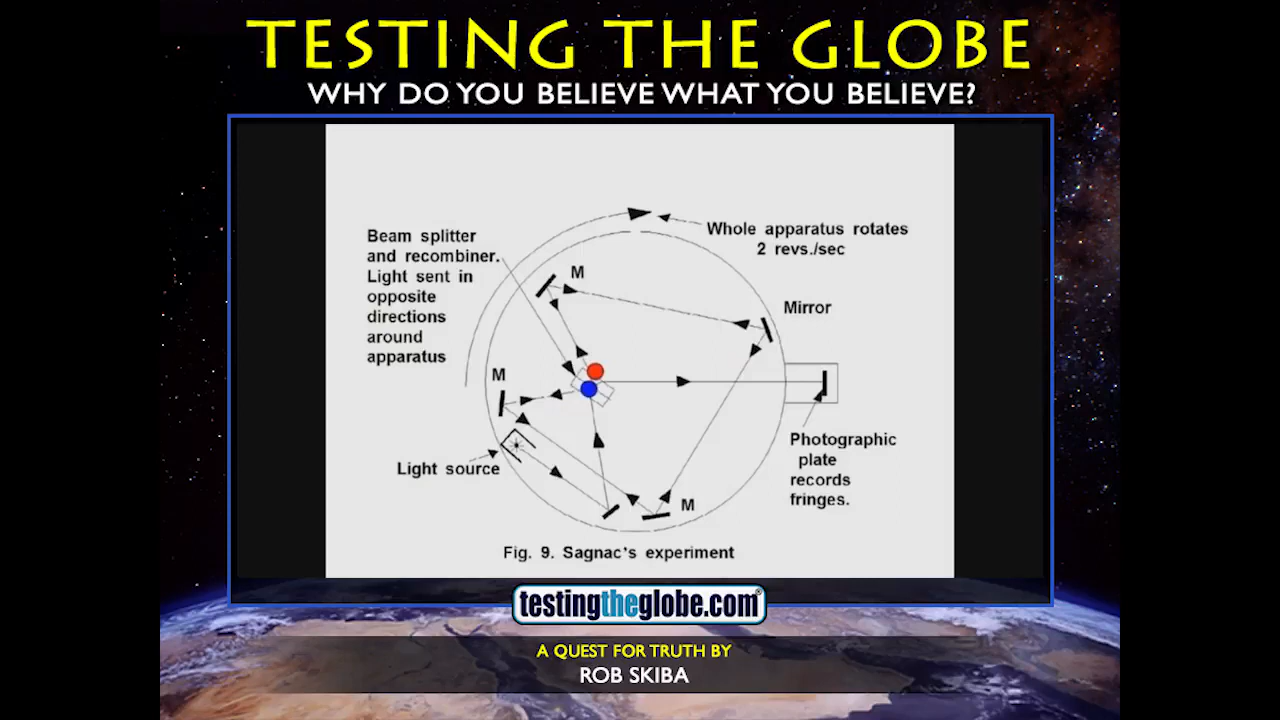 TESTING THE GLOBE
WHY DO YOU BELIEVE WHAT YOU BELIEVE?
Beam splitter
and recombiner.
Light sent in
opposite
directions
around
apparatus
Whole apparatus rotates
2 revs./sec
M
Mirror
M
Light source
M
Photographic
plate
records
fringes.
Fig. 9. Sagnac's experiment
testingtheglobe.com®
A QUEST FOR TRUTH BY
ROB SKIBA